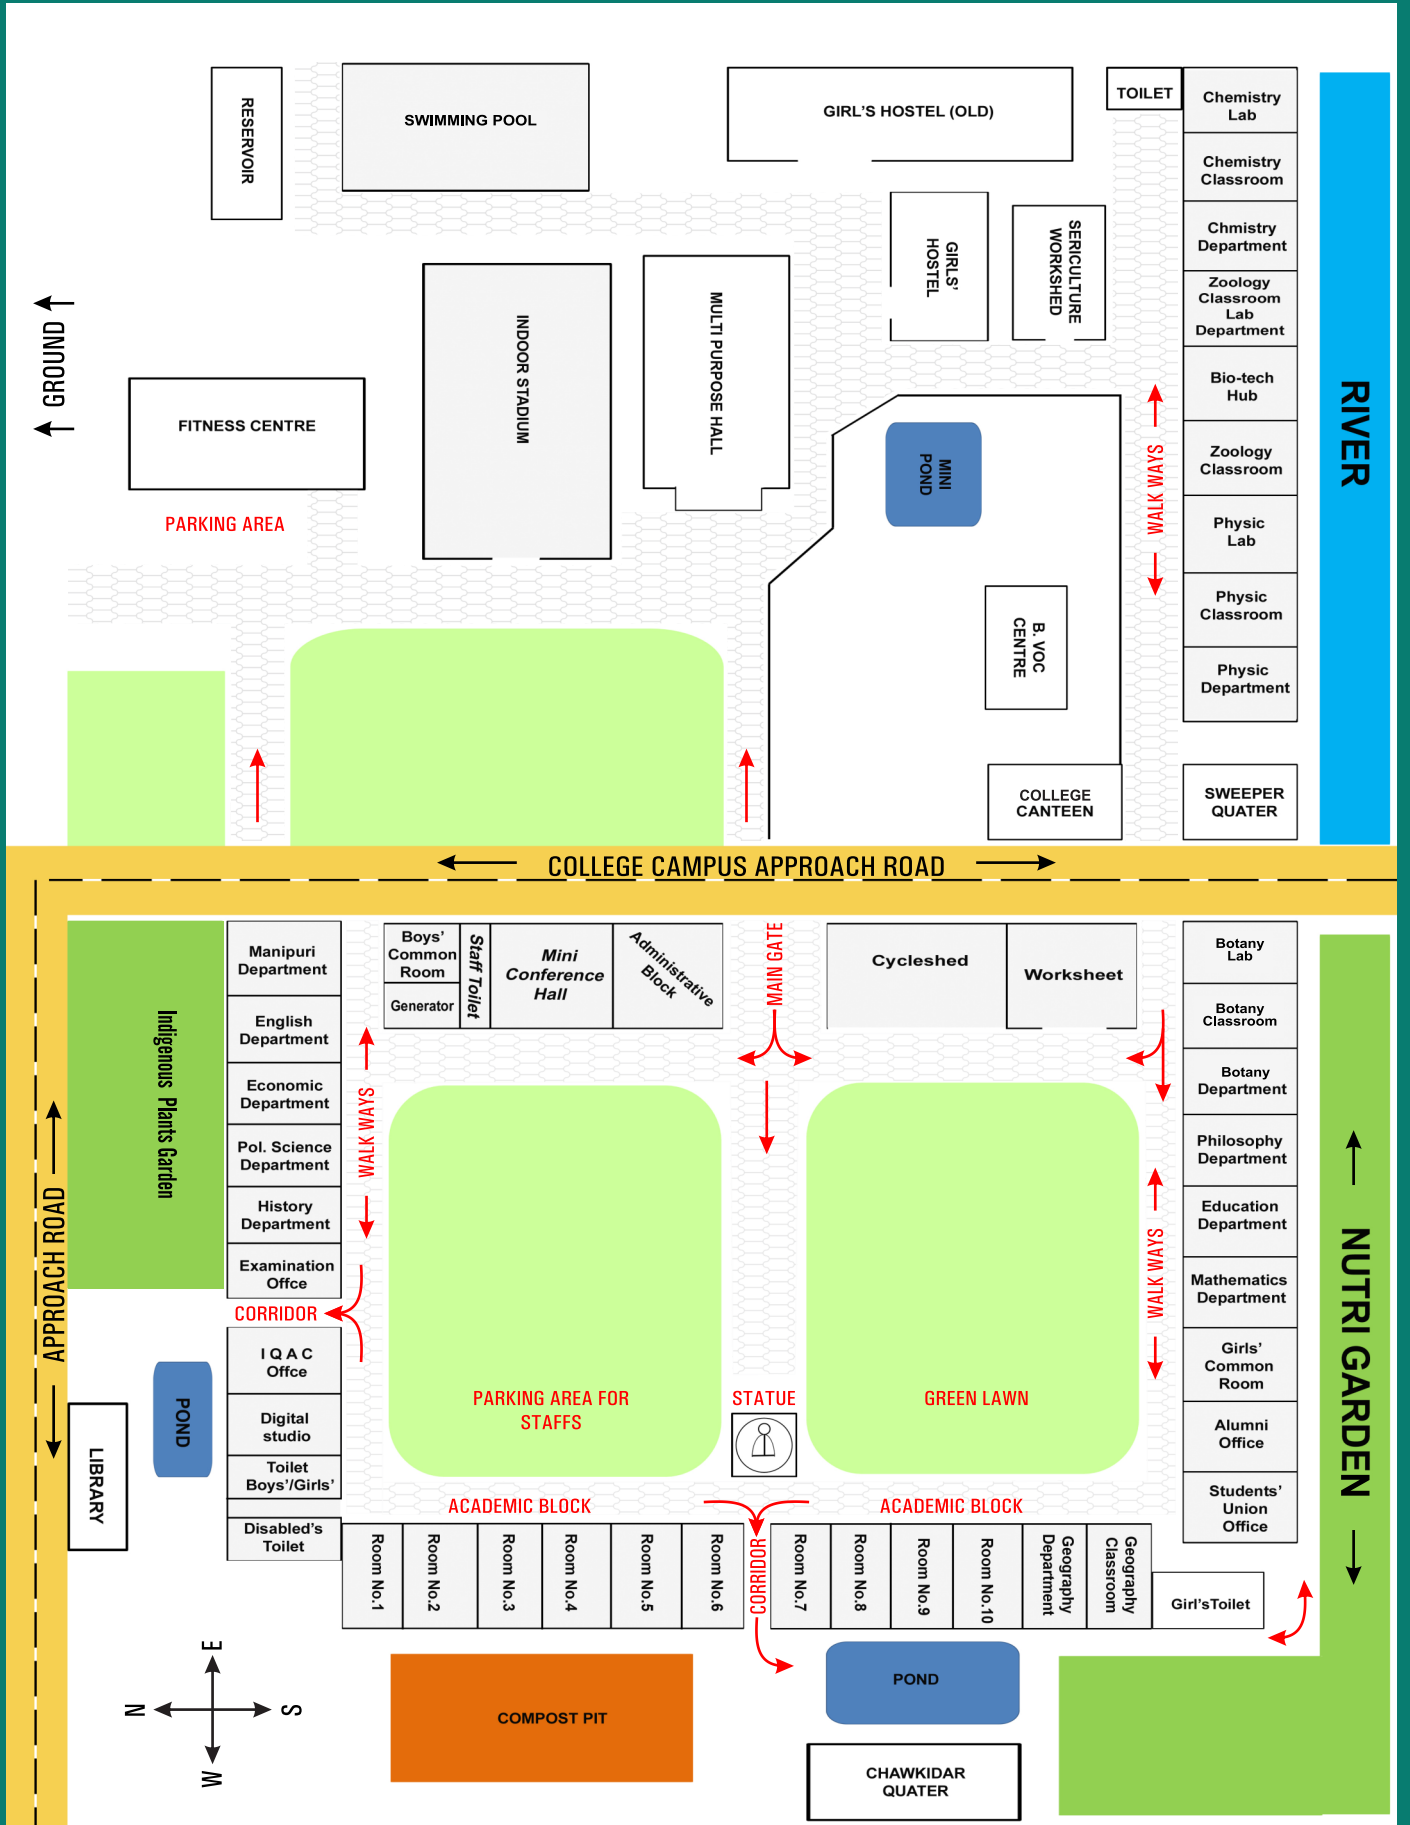 RESERVOIR
SWIMMING POOL
GIRL'S HOSTEL (OLD)
TOILET
Chemistry
Lab
Chemistry
Classroom
Chmistry
Department
Zoology
Classroom
Lab
Department
Bio-tech
Hub
Zoology
Classroom
Physic
Lab
Physic
Classroom
Physic
Department
SWEEPER
QUATER
RIVER
GIRLS'
HOSTEL
SERICULTURE
WORKSHED
GROUND
FITNESS CENTRE
PARKING AREA
INDOOR STADIUM
MULTI PURPOSE HALL
MINI
POND
WALK WAYS
B. VOC
CENTRE
COLLEGE
CANTEEN
COLLEGE CAMPUS APPROACH ROAD
APPROACH ROAD
Indigenous Plants Garden
Manipuri
Department
English
Department
Economic
Department
Pol. Science
Department
History
Department
Examination
Offce
CORRIDOR
I Q A C
Offce
Digital
studio
Toilet
Boys'/Girls'
Disabled's
Toilet
POND
LIBRARY
Boys'
Common
Room
Generator
Staff Toilet
Mini
Conference
Hall
Administrative
Block
MAIN GATE
Cycleshed
Worksheet
WALK WAYS
PARKING AREA FOR
STAFFS
STATUE
GREEN LAWN
WALK WAYS
Botany
Lab
Botany
Classroom
Botany
Department
Philosophy
Department
Education
Department
Mathematics
Department
Girls'
Common
Room
Alumni
Office
Students'
Union
Office
NUTRI GARDEN
ACADEMIC BLOCK
ACADEMIC BLOCK
Room No.1
Room No.2
Room No.3
Room No.4
Room No.5
Room No.6
CORRIDOR
Room No.7
Room No.8
Room No.9
Room No.10
Geography
Department
Geography
Classroom
Girl'sToilet
E
N
S
W
COMPOST PIT
POND
CHAWKIDAR
QUATER